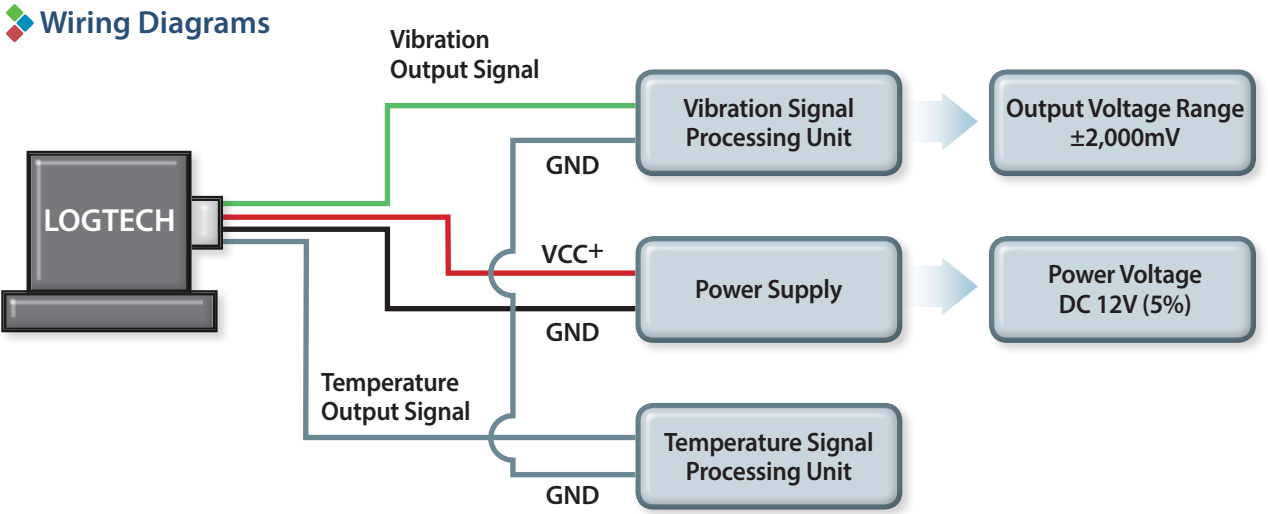 Wiring Diagrams
Vibration
Output Signal
Vibration Signal
Processing Unit
Output Voltage Range
±2,000mV
GND
LOGTECH
VCC+
Power Supply
Power Voltage
DC 12V (5%)
GND
Temperature
Output Signal
Temperature Signal
Processing Unit
GND